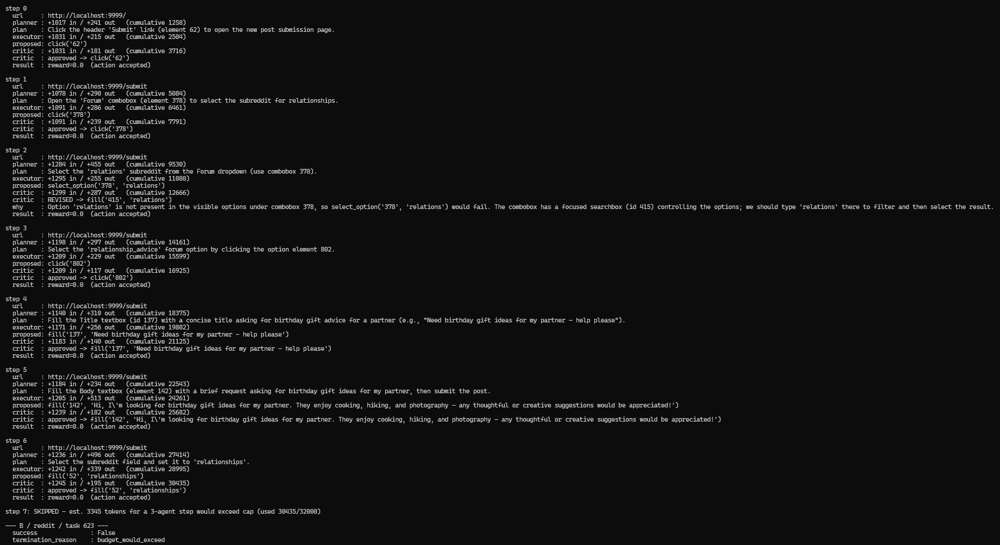 step 0
  url     : http://localhost:9999/
  planner : +1017 in / +241 out   (cumulative 1258)
  plan    : Click the header 'Submit' link (element 62) to open the new post submission page.
  executor: +1031 in / +215 out   (cumulative 2504)
  proposed: click('62')
  critic  : +1031 in / +181 out   (cumulative 3716)
  critic  : approved -> click('62')
  result  : reward=0.0  (action accepted)

step 1
  url     : http://localhost:9999/submit
  planner : +1078 in / +290 out   (cumulative 5084)
  plan    : Open the 'Forum' combobox (element 378) to select the subreddit for relationships.
  executor: +1091 in / +286 out   (cumulative 6461)
  proposed: click('378')
  critic  : +1091 in / +239 out   (cumulative 7791)
  critic  : approved -> click('378')
  result  : reward=0.0  (action accepted)

step 2
  url     : http://localhost:9999/submit
  planner : +1284 in / +455 out   (cumulative 9530)
  plan    : Select the 'relations' subreddit from the Forum dropdown (use combobox 378).
  executor: +1295 in / +255 out   (cumulative 11080)
  proposed: select_option('378', 'relations')
  critic  : +1299 in / +287 out   (cumulative 12666)
  critic  : REVISED -> fill('415', 'relations')
  why     : Option 'relations' is not present in the visible options under combobox 378, so select_option('378', 'relations') would fail. The combobox has a focused searchbox (id 415) controlling the options; we should type 'relations' there to filter and then select the result.
  result  : reward=0.0  (action accepted)

step 3
  url     : http://localhost:9999/submit
  planner : +1198 in / +297 out   (cumulative 14161)
  plan    : Select the 'relationship_advice' forum option by clicking the option element 802.
  executor: +1209 in / +229 out   (cumulative 15599)
  proposed: click('802')
  critic  : +1209 in / +117 out   (cumulative 16925)
  critic  : approved -> click('802')
  result  : reward=0.0  (action accepted)

step 4
  url     : http://localhost:9999/submit
  planner : +1140 in / +310 out   (cumulative 18375)
  plan    : Fill the Title textbox (id 137) with a concise title asking for birthday gift advice for a partner (e.g., "Need birthday gift ideas for my partner — help please").
  executor: +1171 in / +256 out   (cumulative 19802)
  proposed: fill('137', 'Need birthday gift ideas for my partner — help please')
  critic  : +1183 in / +140 out   (cumulative 21125)
  critic  : approved -> fill('137', 'Need birthday gift ideas for my partner — help please')
  result  : reward=0.0  (action accepted)

step 5
  url     : http://localhost:9999/submit
  planner : +1184 in / +234 out   (cumulative 22543)
  plan    : Fill the Body textbox (element 142) with a brief request asking for birthday gift ideas for my partner, then submit the post.
  executor: +1205 in / +513 out   (cumulative 24261)
  proposed: fill('142', 'Hi, I\'m looking for birthday gift ideas for my partner. They enjoy cooking, hiking, and photography — any thoughtful or creative suggestions would be appreciated!')
  critic  : +1239 in / +182 out   (cumulative 25682)
  critic  : approved -> fill('142', 'Hi, I\'m looking for birthday gift ideas for my partner. They enjoy cooking, hiking, and photography — any thoughtful or creative suggestions would be appreciated!')
  result  : reward=0.0  (action accepted)

step 6
  url     : http://localhost:9999/submit
  planner : +1236 in / +496 out   (cumulative 27414)
  plan    : Select the subreddit field and set it to 'relationships'.
  executor: +1242 in / +339 out   (cumulative 28995)
  proposed: fill('52', 'relationships')
  critic  : +1245 in / +195 out   (cumulative 30435)
  critic  : approved -> fill('52', 'relationships')
  result  : reward=0.0  (action accepted)

step 7: SKIPPED — est. 3345 tokens for a 3-agent step would exceed cap (used 30435/32000)

--- B / reddit / task 623 ---
  success               : False
  termination_reason    : budget_would_exceed